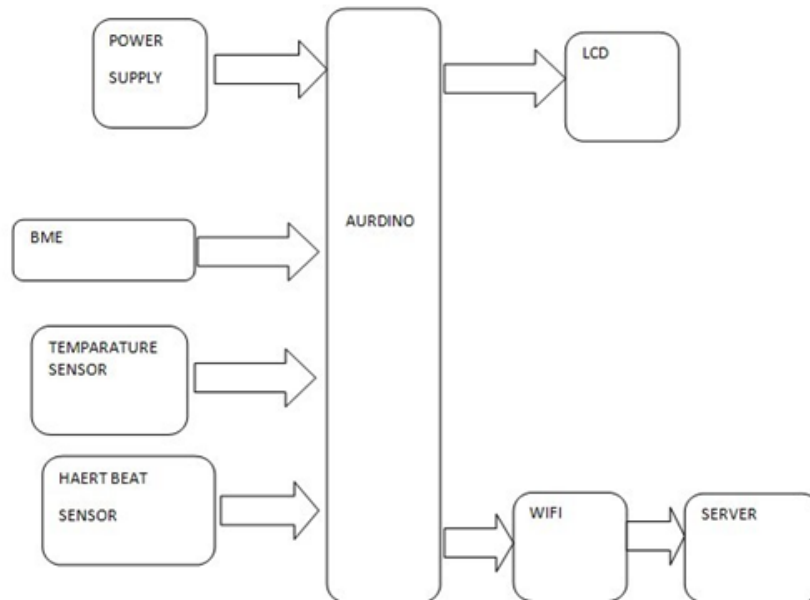 POWER
SUPPLY
LCD
AURDINO
BME
TEMPARATURE
SENSOR
HAERT BEAT
SENSOR
WIFI
SERVER